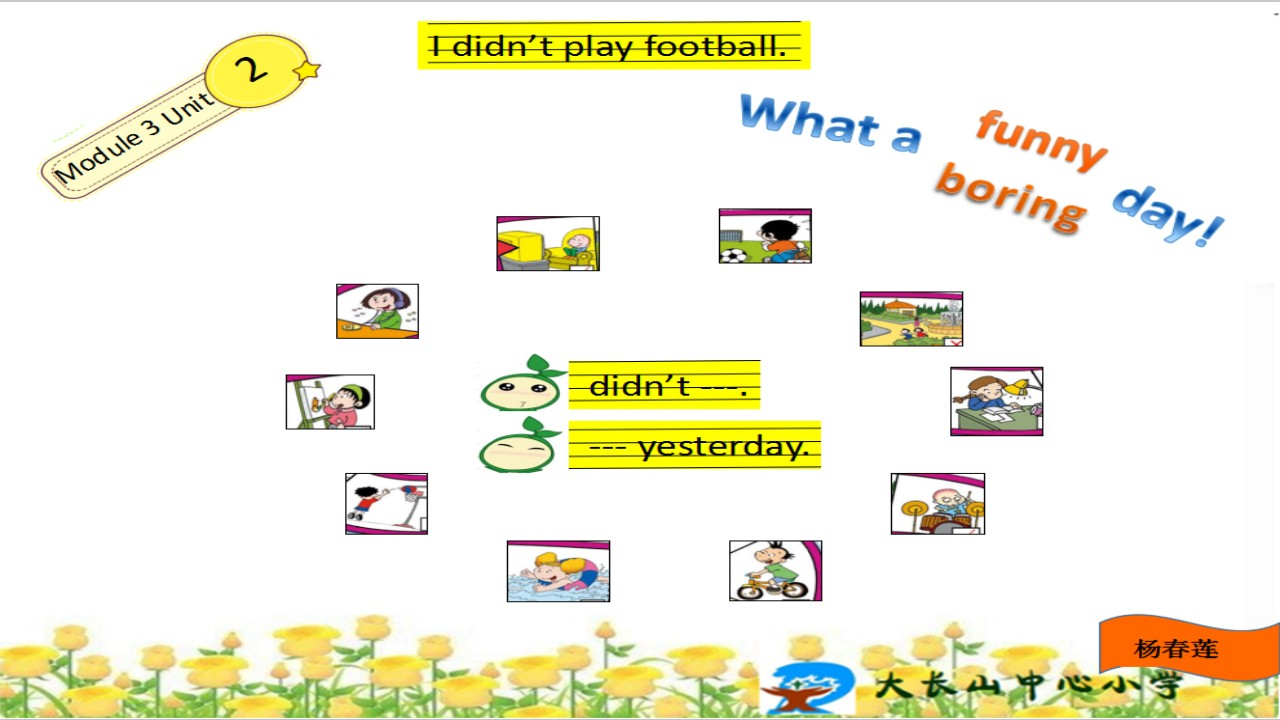 I didn't play football.
Module 3 Unit 2
What a funny boring day!
didn't ---.
--- yesterday.
杨春莲
大长山中心小学